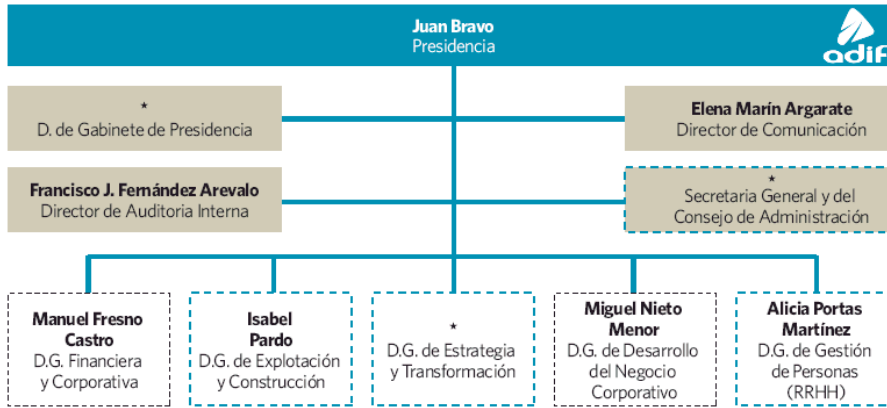 Juan Bravo
Presidencia
adif
*
D. de Gabinete de Presidencia
Elena Marín Argarate
Director de Comunicación
Francisco J. Fernández Arevalo
Director de Auditoria Interna
*
Secretaria General y del
Consejo de Administración
Manuel Fresno
Castro
D.G. Financiera
y Corporativa
Isabel
Pardo
D.G. de Explotación
y Construcción
*
D.G. de Estrategia
y Transformación
Miguel Nieto
Menor
D.G. de Desarrollo
del Negocio
Corporativo
Alicia Portas
Martínez
D.G. de Gestión
de Personas
(RRHH)